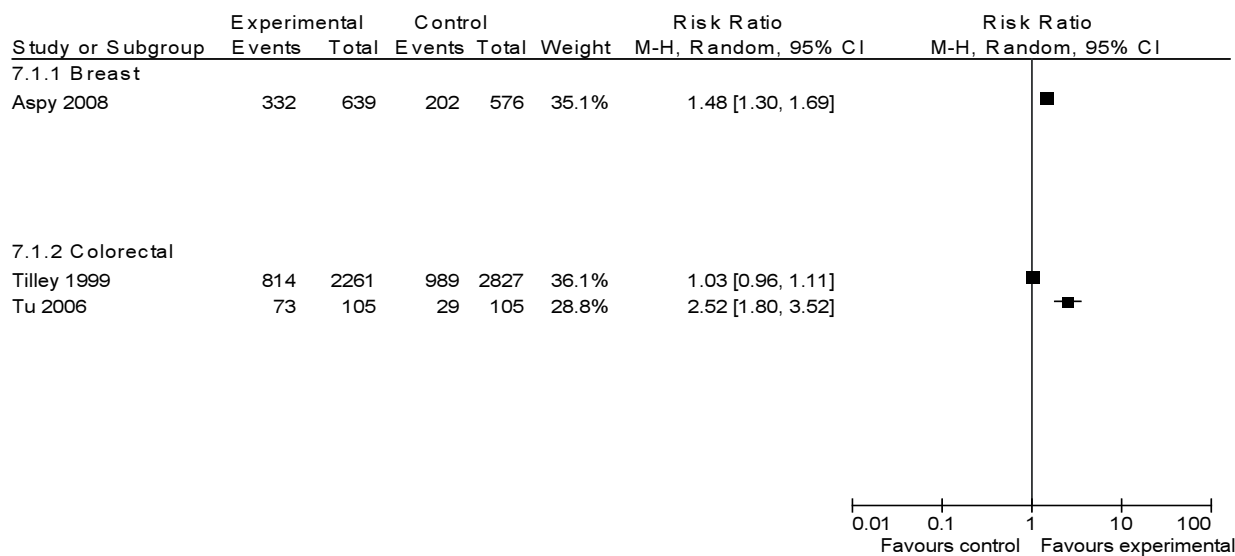 Experimental Control Risk Ratio Risk Ratio
Study or Subgroup Events Total Events Total Weight M-H, Random, 95% CI M-H, Random, 95% CI
7.1.1 Breast
Aspy 2008 332 639 202 576 35.1% 1.48 [1.30, 1.69]
7.1.2 Colorectal
Tilley 1999 814 2261 989 2827 36.1% 1.03 [0.96, 1.11]
Tu 2006 73 105 29 105 28.8% 2.52 [1.80, 3.52]
0.01 0.1 1 10 100
Favours control Favours experimental